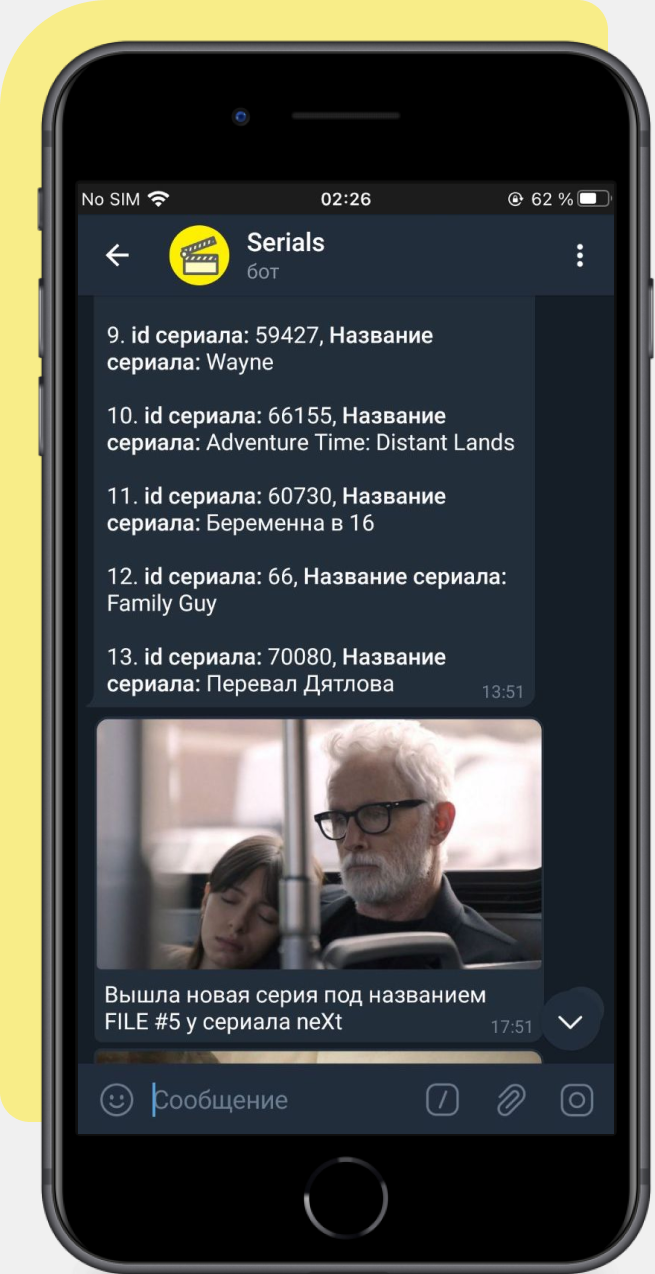 No SIM 02:26 62 %
Serials
бот
9. id сериала: 59427, Название
сериала: Wayne
10. id сериала: 66155, Название
сериала: Adventure Time: Distant Lands
11. id сериала: 60730, Название
сериала: Беременна в 16
12. id сериала: 66, Название сериала:
Family Guy
13. id сериала: 70080, Название
сериала: Перевал Дятлова
13:51
Вышла новая серия под названием
FILE #5 у сериала neXt
17:51
Сообщение